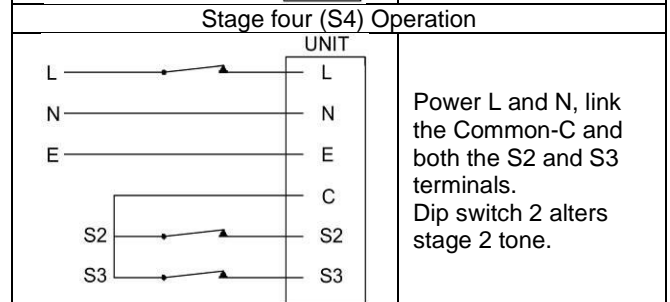 Stage four (S4) Operation
UNIT
L L
N N
E E
C
S2 S2
S3 S3
Power L and N, link
the Common-C and
both the S2 and S3
terminals.
Dip switch 2 alters
stage 2 tone.